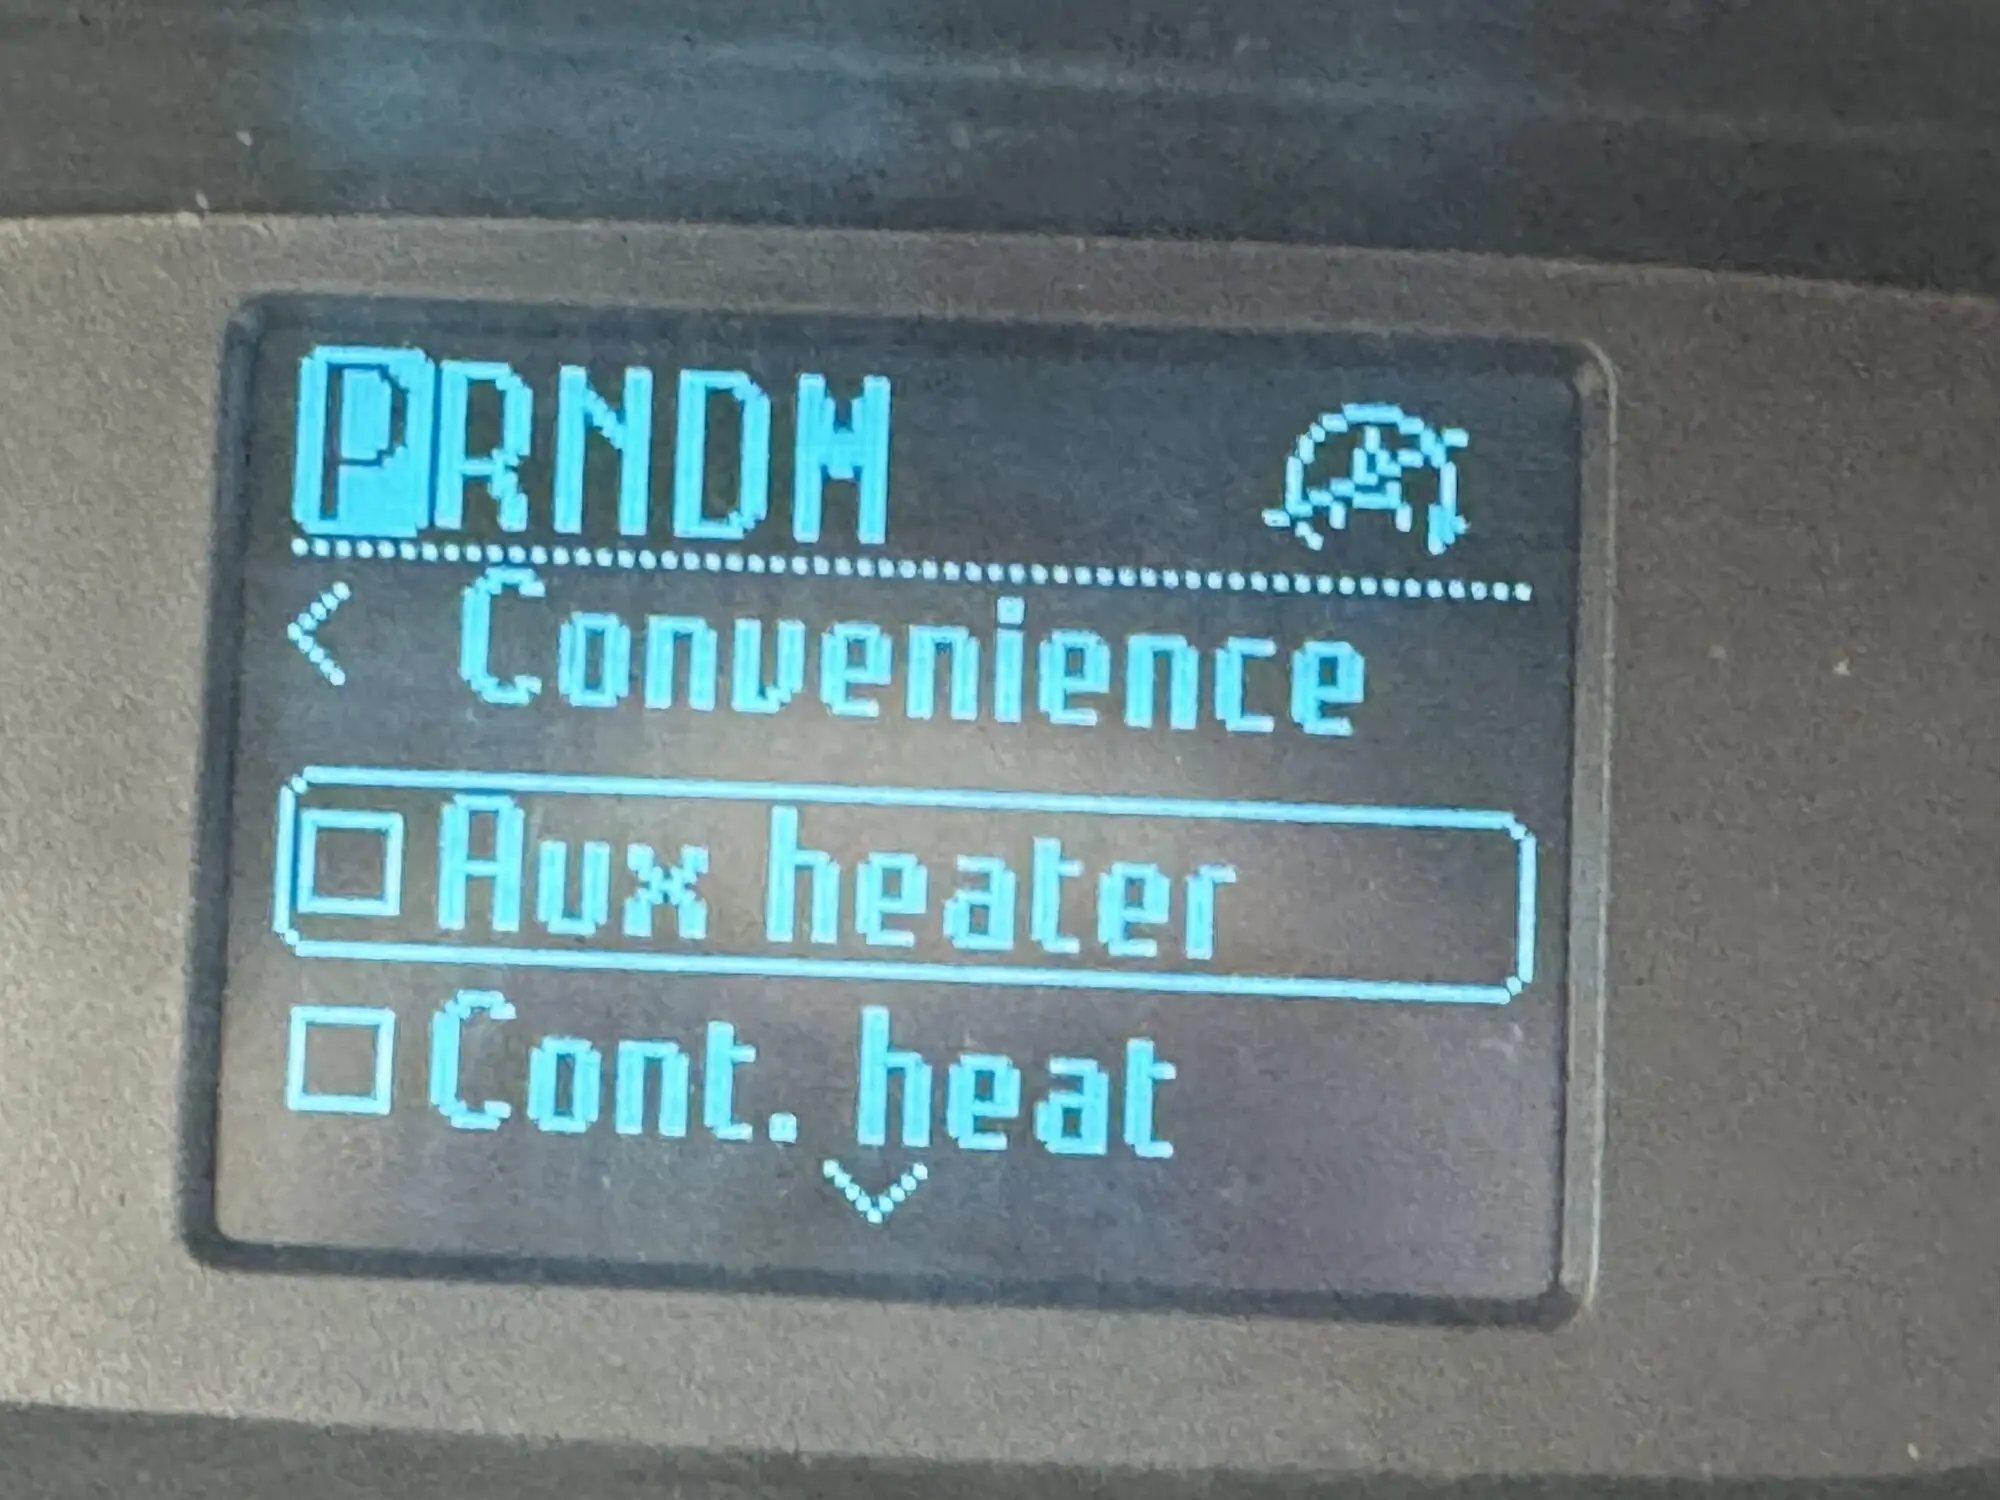 PRNDM
< Convenience
Aux heater
Cont. heat